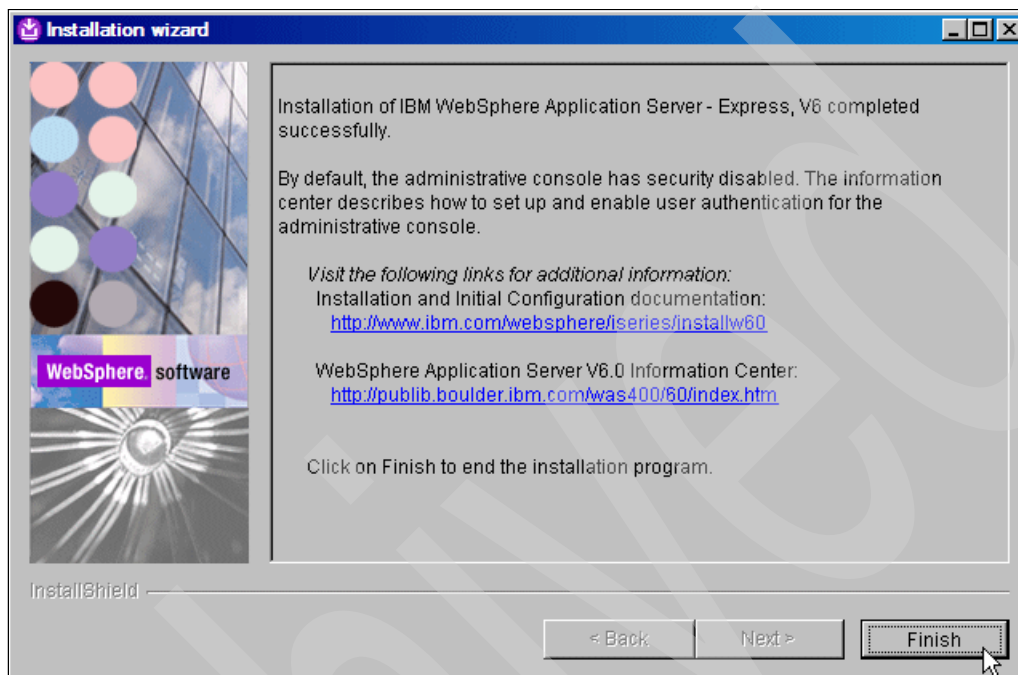 Installation wizard
Installation of IBM WebSphere Application Server - Express, V6 completed
successfully.
By default, the administrative console has security disabled. The information
center describes how to set up and enable user authentication for the
administrative console.
Visit the following links for additional information:
Installation and Initial Configuration documentation:
http://www.ibm.com/websphere/iseries/installw60
WebSphere Application Server V6.0 Information Center:
http://publib.boulder.ibm.com/was400/60/index.htm
Click on Finish to end the installation program.
WebSphere. software
InstallShield
< Back Next > Finish